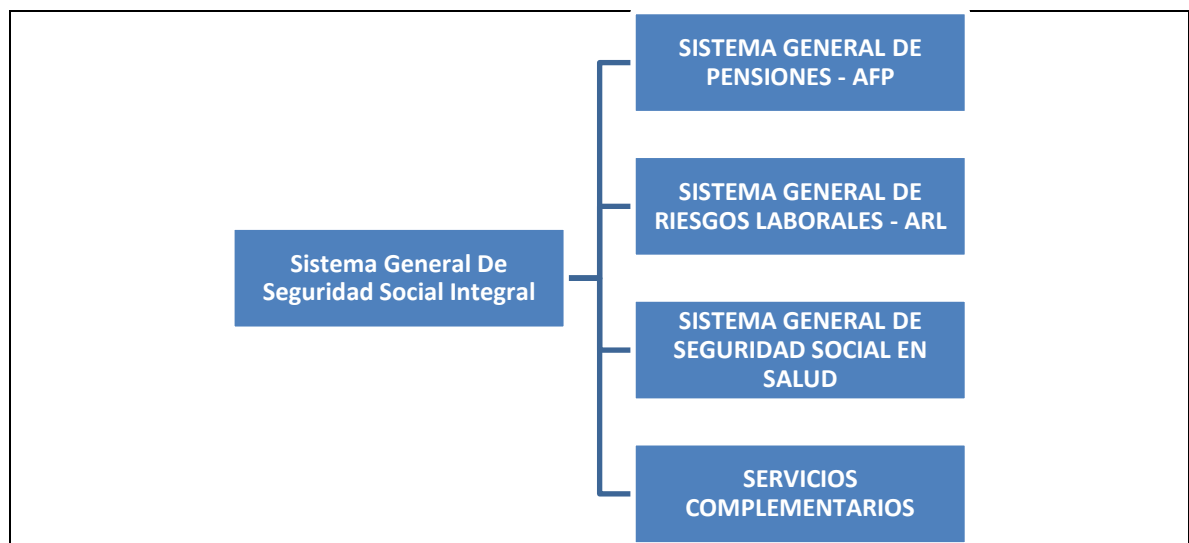 SISTEMA GENERAL DE
PENSIONES - AFP
SISTEMA GENERAL DE
RIESGOS LABORALES - ARL
Sistema General De
Seguridad Social Integral
SISTEMA GENERAL DE
SEGURIDAD SOCIAL EN
SALUD
SERVICIOS
COMPLEMENTARIOS